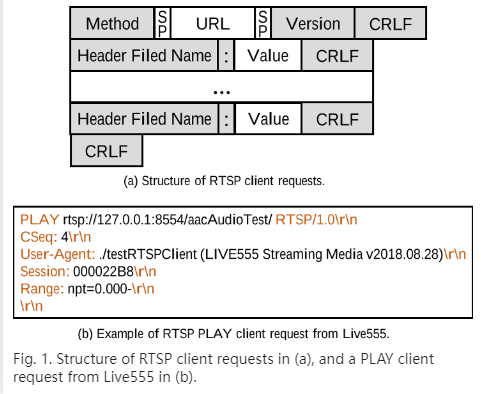 Method SP URL SP Version CRLF
Header Filed Name : Value CRLF
...
Header Filed Name : Value CRLF
CRLF
(a) Structure of RTSP client requests.
PLAY rtsp://127.0.0.1:8554/aacAudioTest/ RTSP/1.0\r\n
CSeq: 4\r\n
User-Agent: ./testRTSPClient (LIVE555 Streaming Media v2018.08.28)\r\n
Session: 000022B8\r\n
Range: npt=0.000-\r\n
\r\n
(b) Example of RTSP PLAY client request from Live555.
Fig. 1. Structure of RTSP client requests in (a), and a PLAY client
request from Live555 in (b).